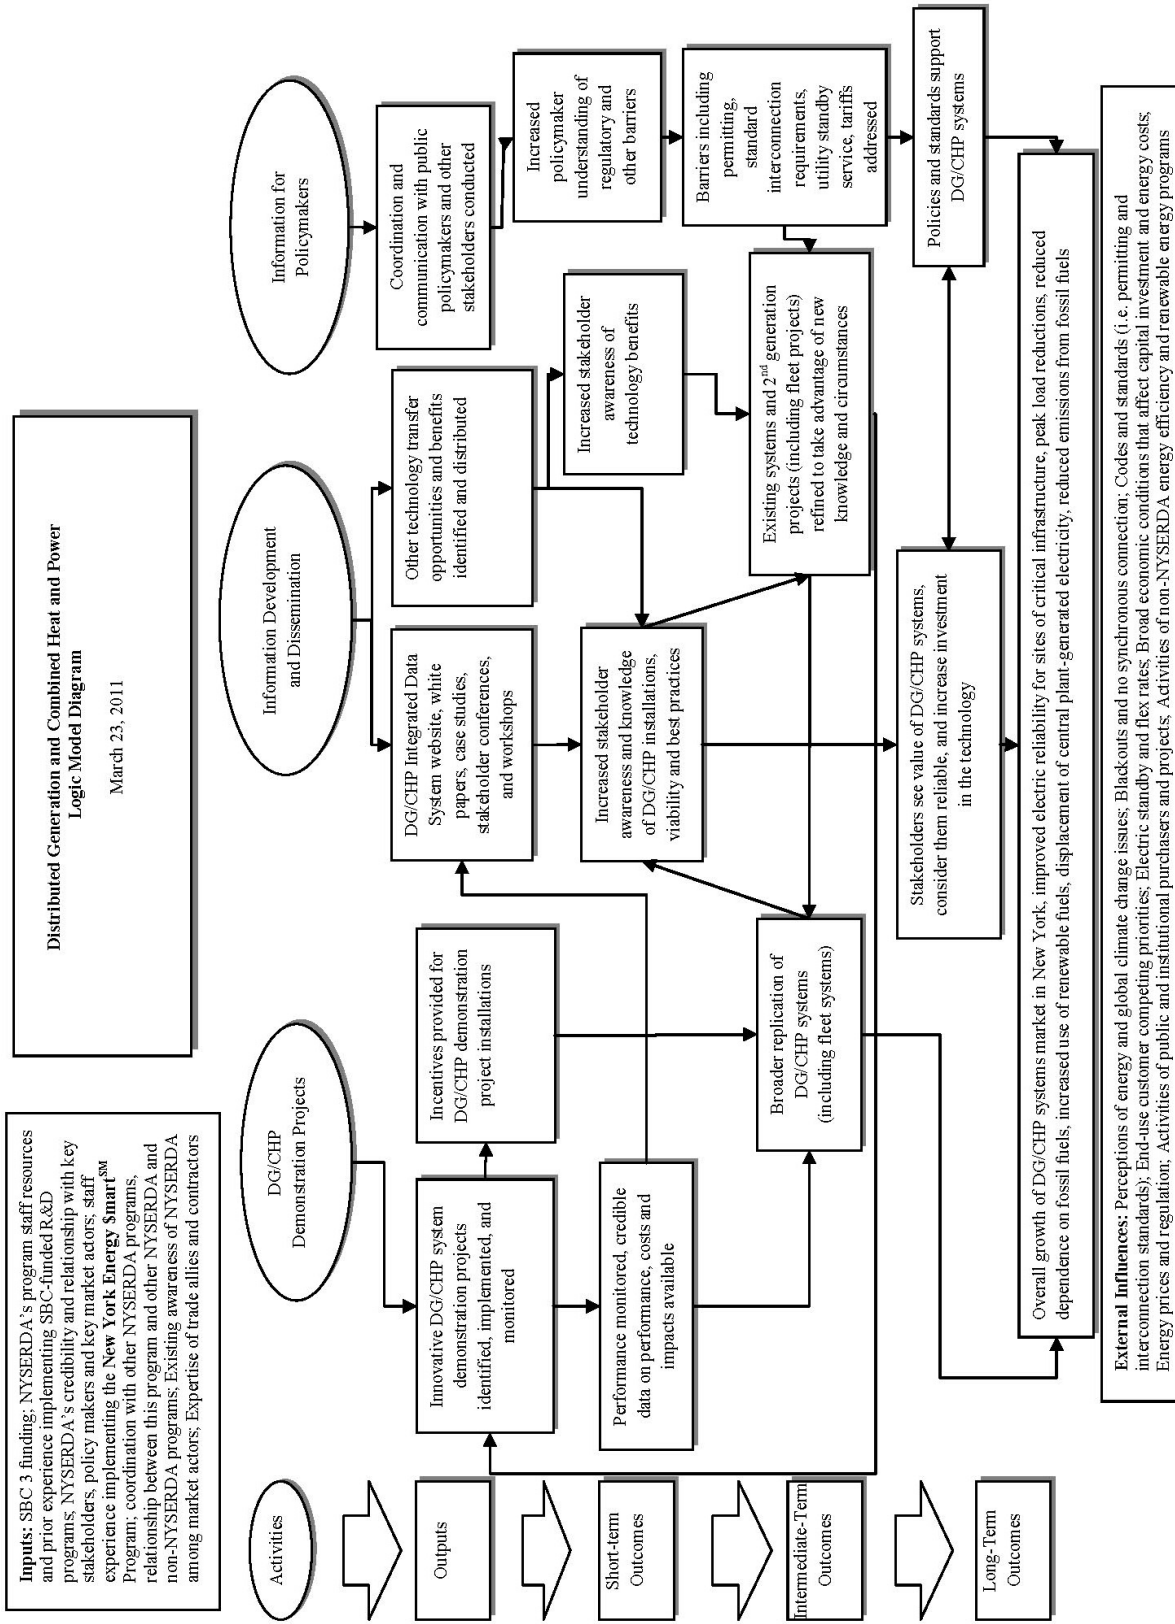 Inputs: SBC 3 funding; NYSERDA's program staff resources
and prior experience implementing SBC-funded R&D
programs; NYSERDA's credibility and relationship with key
stakeholders, policy makers and key market actors; staff
experience implementing the New York Energy $martSM
Program; coordination with other NYSERDA programs,
relationship between this program and other NYSERDA and
non-NYSERDA programs; Existing awareness of NYSERDA
among market actors; Expertise of trade allies and contractors
Distributed Generation and Combined Heat and Power
Logic Model Diagram
March 23, 2011
Activities
DG/CHP
Demonstration Projects
Information Development
and Dissemination
Information for
Policymakers
Outputs
Innovative DG/CHP system
demonstration projects
identified, implemented, and
monitored
Incentives provided for
DG/CHP demonstration
project installations
DG/CHP Integrated Data
System website, white
papers, case studies,
stakeholder conferences,
and workshops
Other technology transfer
opportunities and benefits
identified and distributed
Coordination and
communication with public
policymakers and other
stakeholders conducted
Short-term
Outcomes
Performance monitored, credible
data on performance, costs and
impacts available
Increased stakeholder
awareness and knowledge
of DG/CHP installations,
viability and best practices
Increased stakeholder
awareness of
technology benefits
Increased
policymaker
understanding of
regulatory and
other barriers
Intermediate-Term
Outcomes
Broader replication of
DG/CHP systems
(including fleet systems)
Existing systems and 2nd generation
projects (including fleet projects)
refined to take advantage of new
knowledge and circumstances
Barriers including
permitting,
standard
interconnection
requirements,
utility standby
service, tariffs
addressed
Long-Term
Outcomes
Stakeholders see value of DG/CHP systems,
consider them reliable, and increase investment
in the technology
Policies and standards support
DG/CHP systems
Overall growth of DG/CHP systems market in New York, improved electric reliability for sites of critical infrastructure, peak load reductions, reduced
dependence on fossil fuels, increased use of renewable fuels, displacement of central plant-generated electricity, reduced emissions from fossil fuels
External Influences: Perceptions of energy and global climate change issues; Blackouts and no synchronous connection; Codes and standards (i.e. permitting and
interconnection standards); End-use customer competing priorities; Electric standby and flex rates; Broad economic conditions that affect capital investment and energy costs;
Energy prices and regulation; Activities of public and institutional purchasers and projects; Activities of non-NYSERDA energy efficiency and renewable energy programs